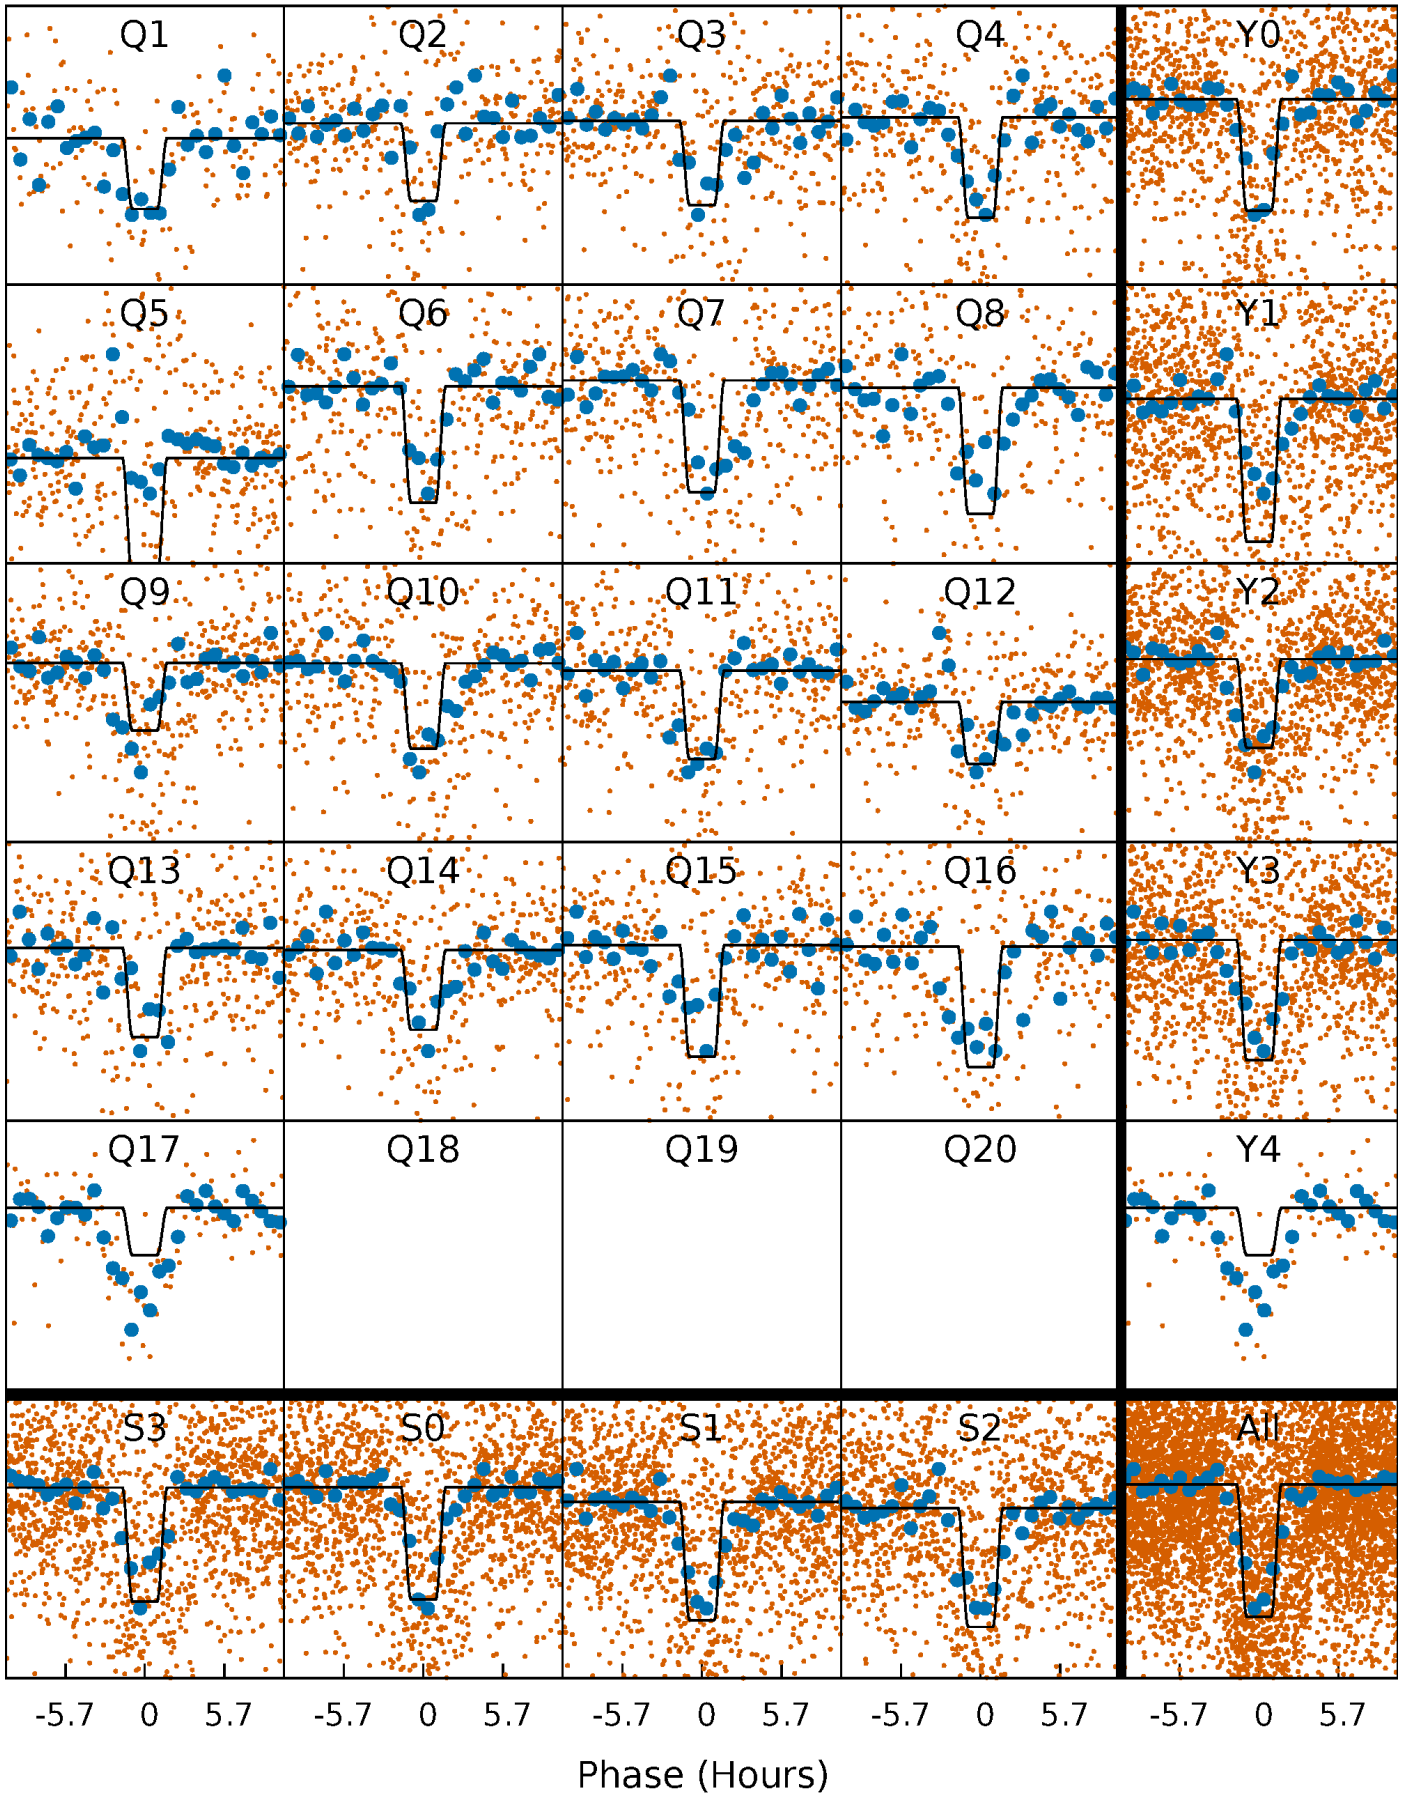 Q1 Q2 Q3 Q4 Y0
Q5 Q6 Q7 Q8 Y1
Q9 Q10 Q11 Q12 Y2
Q13 Q14 Q15 Q16 Y3
Q17 Q18 Q19 Q20 Y4
S3 S0 S1 S2 All
-5.7 0 5.7 -5.7 0 5.7 -5.7 0 5.7 -5.7 0 5.7 -5.7 0 5.7
Phase (Hours)